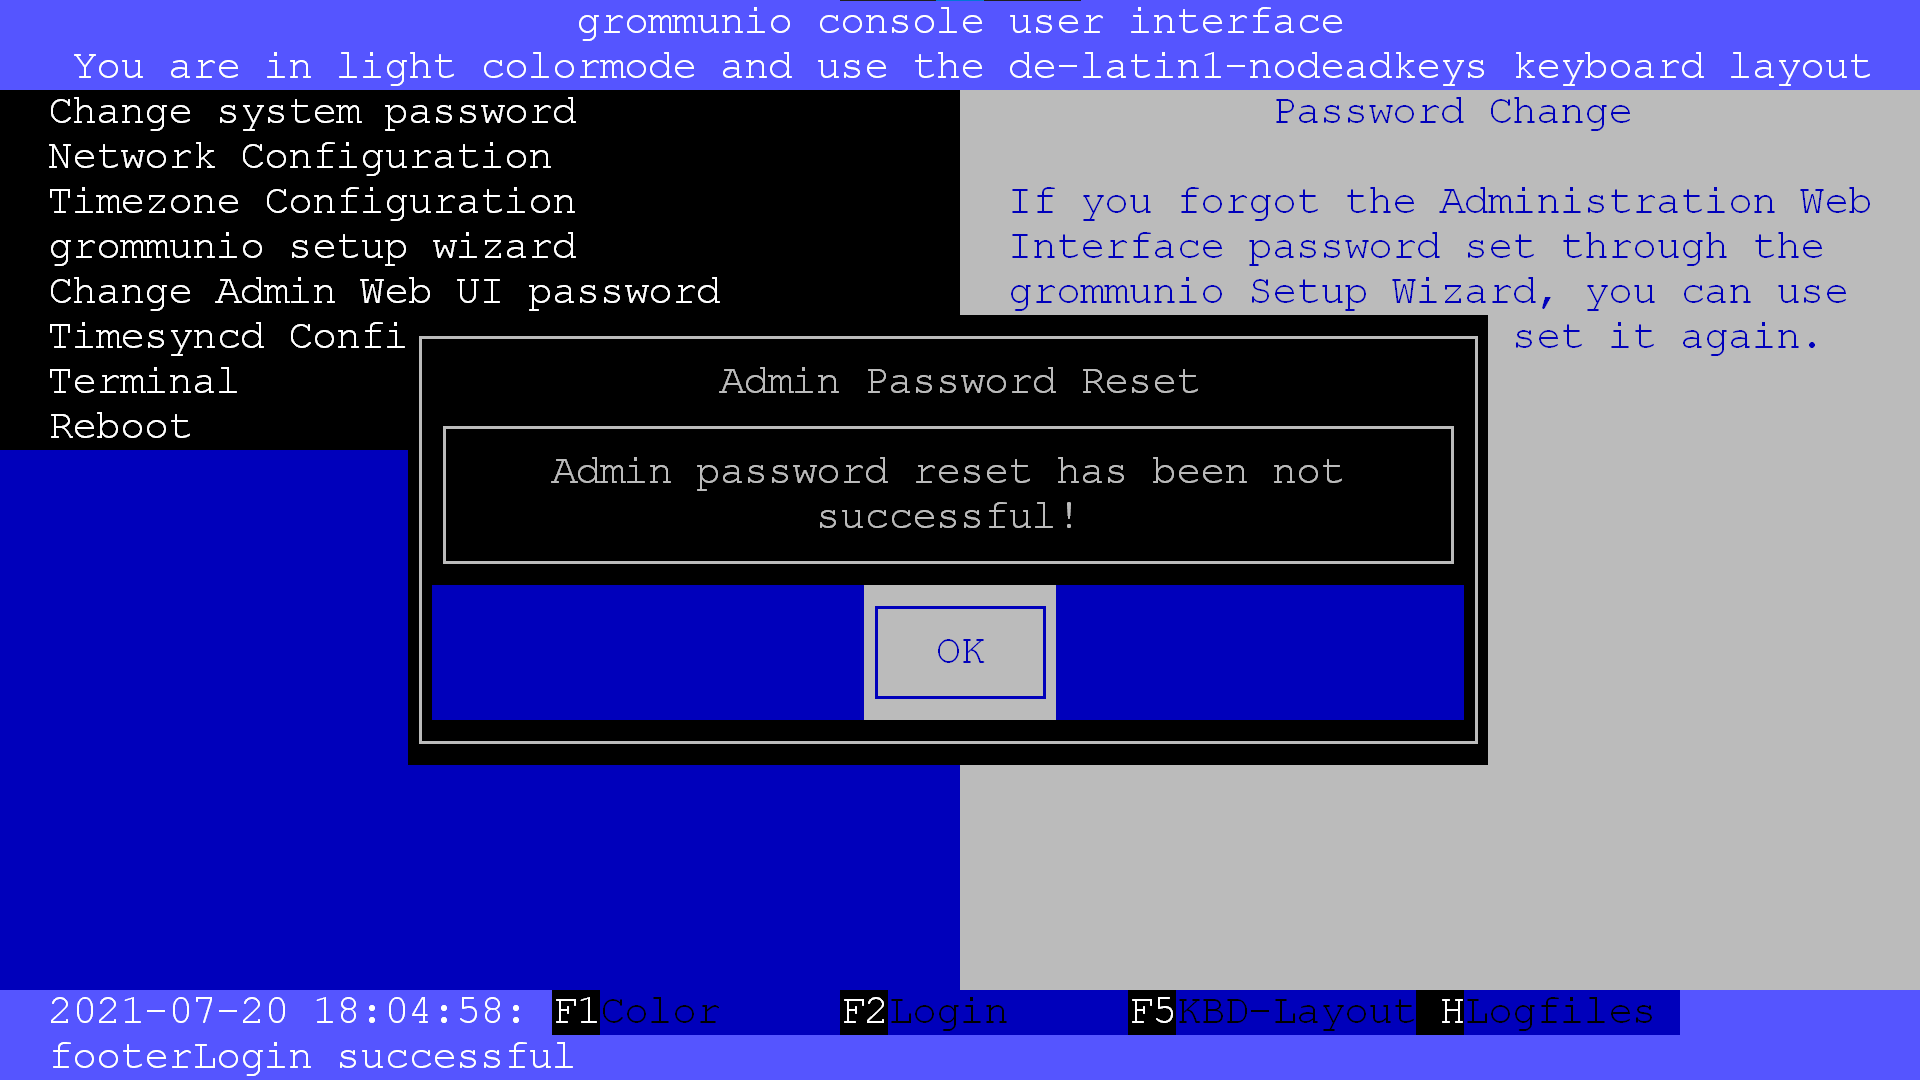 grommunio console user interface
You are in light colormode and use the de-latin1-nodeadkeys keyboard layout
Change system password
Network Configuration
Timezone Configuration
grommunio setup wizard
Change Admin Web UI password
Timesyncd Confi
Terminal
Reboot
Password Change
If you forgot the Administration Web
Interface password set through the
grommunio Setup Wizard, you can use
set it again.
Admin Password Reset
Admin password reset has been not
successful!
OK
2021-07-20 18:04:58: F1Color F2Login F5KBD-Layout HLogfiles
footerLogin successful